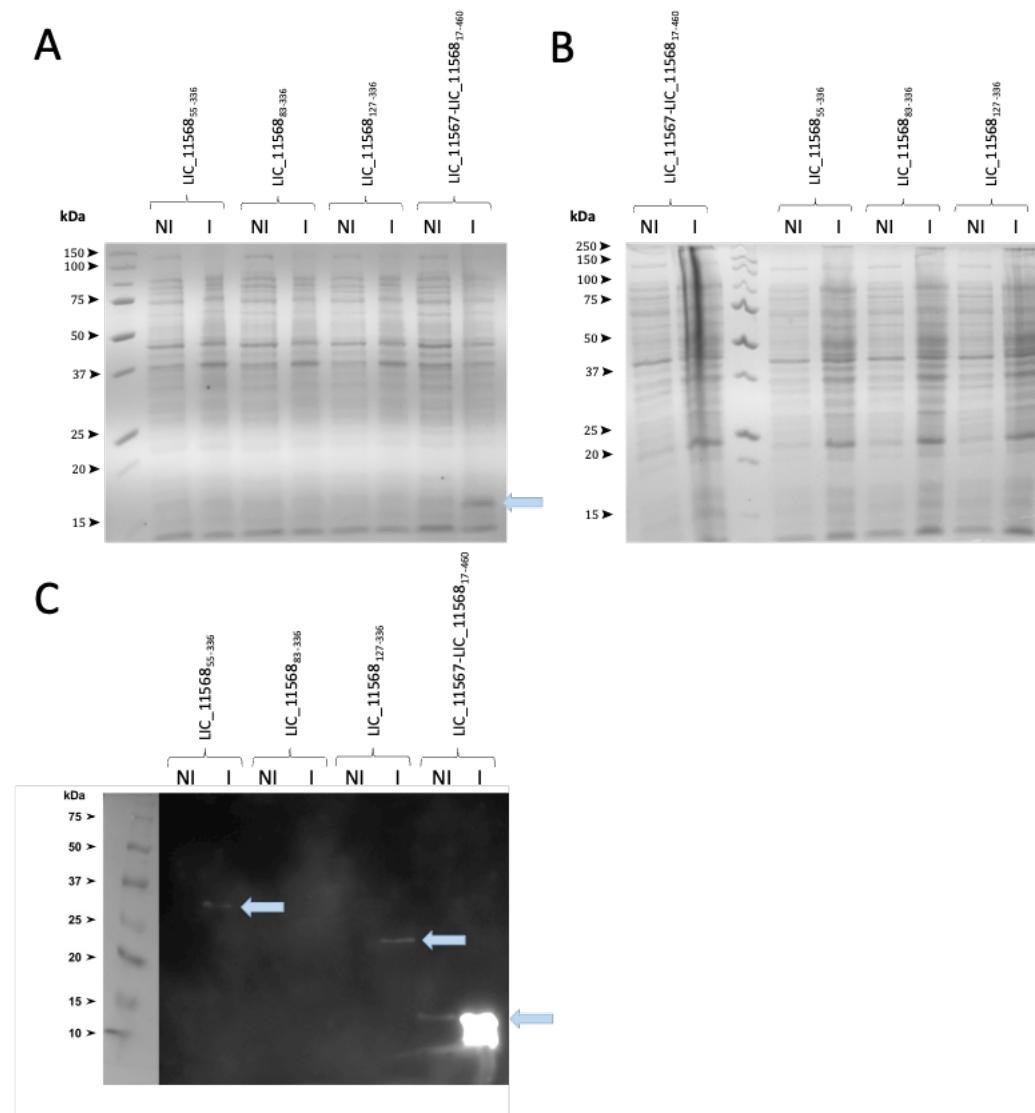 A
LIC_11568₅₅₋₃₃₆
LIC_11568₈₃₋₃₃₆
LIC_11568₁₂₇₋₃₃₆
LIC_11567-LIC_11568₁₇₋₄₆₀
kDa
NI I NI I NI I NI I
150
100
75
50
37
25
20
15
B
LIC_11567-LIC_11568₁₇₋₄₆₀
LIC_11568₅₅₋₃₃₆
LIC_11568₈₃₋₃₃₆
LIC_11568₁₂₇₋₃₃₆
kDa
NI I NI I NI I NI I
250
150
100
75
50
37
25
20
15
C
LIC_11568₅₅₋₃₃₆
LIC_11568₈₃₋₃₃₆
LIC_11568₁₂₇₋₃₃₆
LIC_11567-LIC_11568₁₇₋₄₆₀
NI I NI I NI I NI I
kDa
75
50
37
25
20
15
10